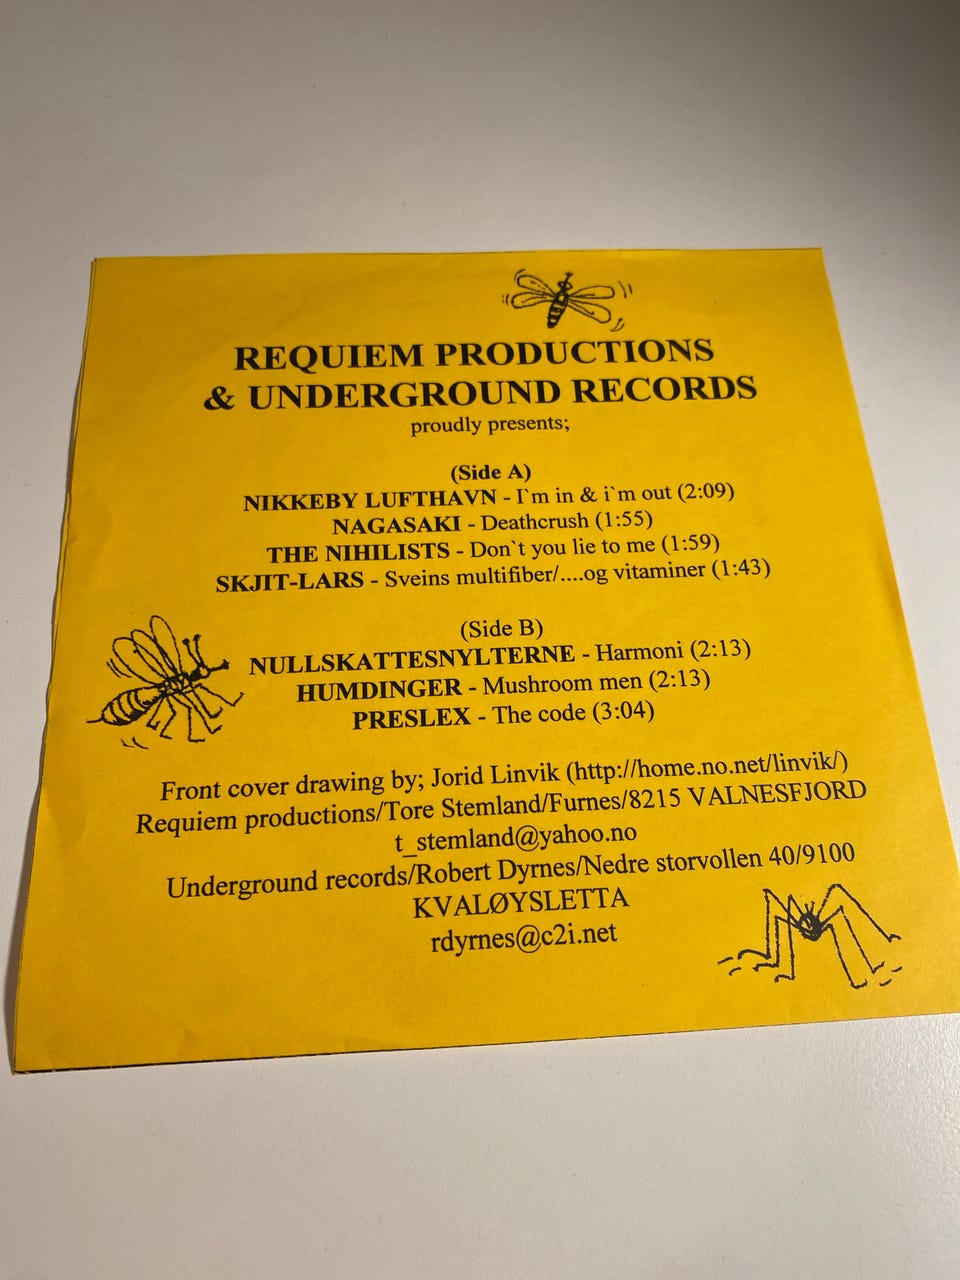 REQUIEM PRODUCTIONS
& UNDERGROUND RECORDS
proudly presents;
(Side A)
NIKKEBY LUFTHAVN - I`m in & i`m out (2:09)
NAGASAKI - Deathcrush (1:55)
THE NIHILISTS - Don`t you lie to me (1:59)
SKJIT-LARS - Sveins multifiber/....og vitaminer (1:43)
(Side B)
NULLSKATTESNYLTERNE - Harmoni (2:13)
HUMDINGER - Mushroom men (2:13)
PRESLEX - The code (3:04)
Front cover drawing by; Jorid Linvik (http://home.no.net/linvik/)
Requiem productions/Tore Stemland/Furnes/8215 VALNESFJORD
t_stemland@yahoo.no
Underground records/Robert Dyrnes/Nedre storvollen 40/9100
KVALØYSLETTA
rdyrnes@c2i.net